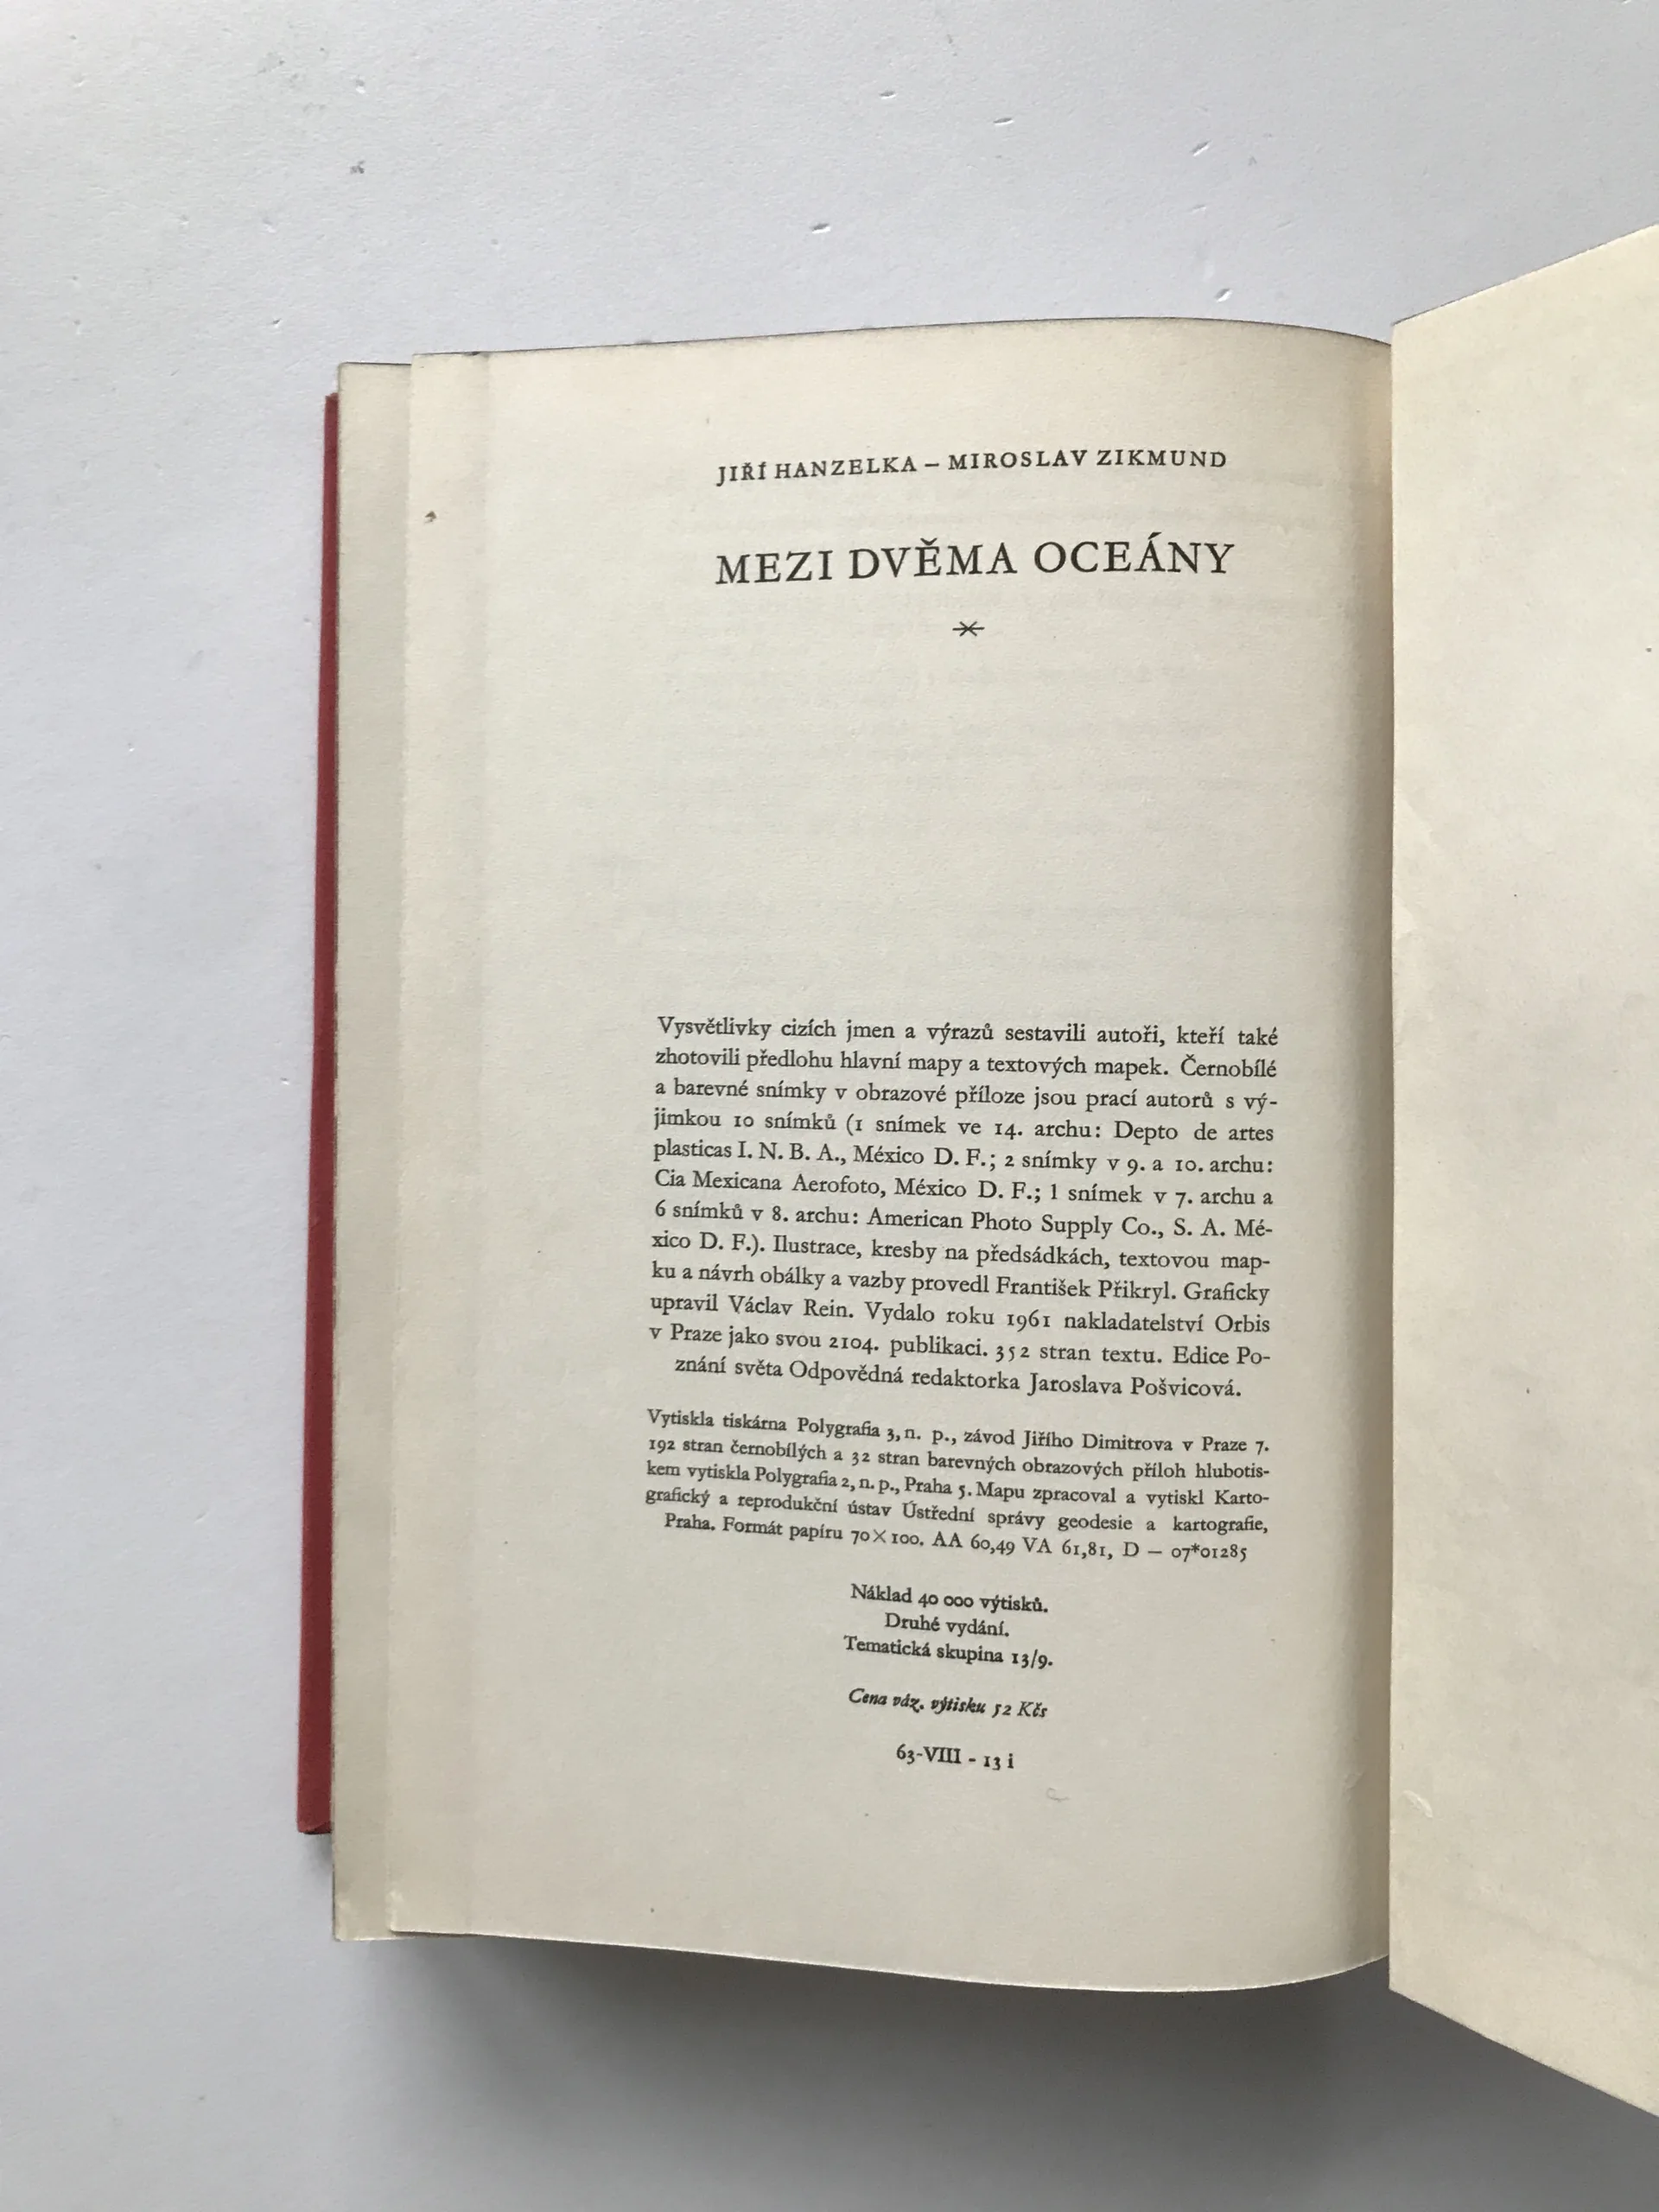 JIŘÍ HANZELKA – MIROSLAV ZIKMUND
MEZI DVĚMA OCEÁNY
Vysvětlivky cizích jmen a výrazů sestavili autoři, kteří také
zhotovili předlohu hlavní mapy a textových mapek. Černobílé
a barevné snímky v obrazové příloze jsou prací autorů s vý-
jimkou 10 snímků (1 snímek ve 14. archu: Depto de artes
plasticas I. N. B. A., México D. F.; 2 snímky v 9. a 10. archu:
Cia Mexicana Aerofoto, México D. F.; 1 snímek v 7. archu a
6 snímků v 8. archu: American Photo Supply Co., S. A. Mé-
xico D. F.). Ilustrace, kresby na předsádkách, textovou map-
ku a návrh obálky a vazby provedl František Přikryl. Graficky
upravil Václav Rein. Vydalo roku 1961 nakladatelství Orbis
v Praze jako svou 2104. publikaci. 352 stran textu. Edice Po-
znání světa Odpovědná redaktorka Jaroslava Pošvicová.
Vytiskla tiskárna Polygrafia 3, n. p., závod Jiřího Dimitrova v Praze 7.
192 stran černobílých a 32 stran barevných obrazových příloh hlubotis-
kem vytiskla Polygrafia 2, n. p., Praha 5. Mapu zpracoval a vytiskl Karto-
grafický a reprodukční ústav Ústřední správy geodesie a kartografie,
Praha. Formát papíru 70×100. AA 60,49 VA 61,81, D – 07*01285
Náklad 40 000 výtisků.
Druhé vydání.
Tematická skupina 13/9.
Cena váz. výtisku 52 Kčs
63-VIII - 13 i